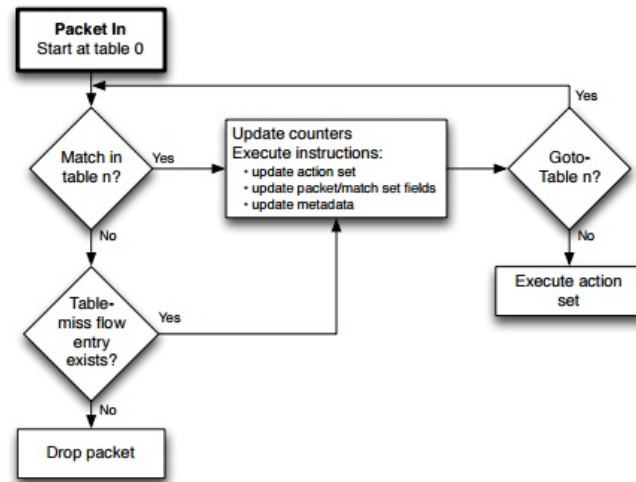 Packet In
Start at table 0
Yes
Match in
table n?
Yes
Update counters
Execute instructions:
• update action set
• update packet/match set fields
• update metadata
Goto-
Table n?
No
No
Table-
miss flow
entry
exists?
Yes
Execute action
set
No
Drop packet